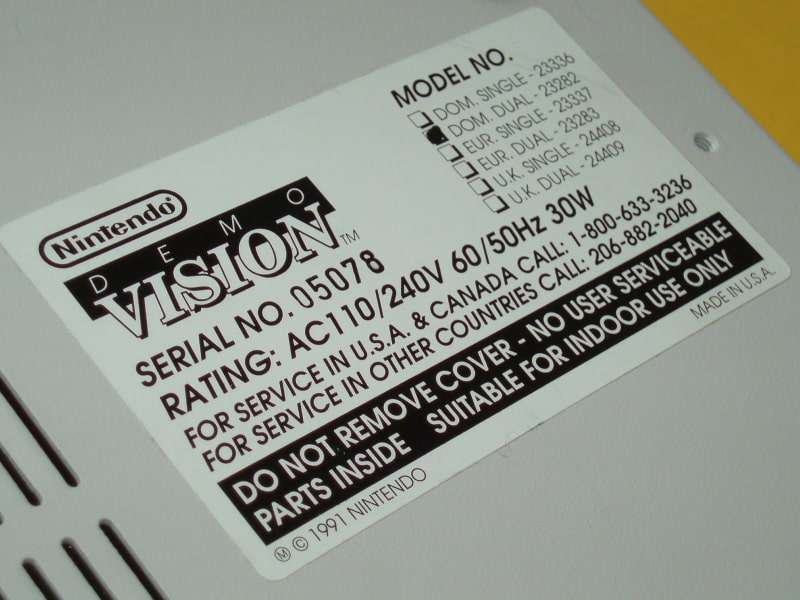 Nintendo®
DEMO
VISION™
SERIAL NO. 05078
RATING: AC110/240V 60/50Hz 30W
FOR SERVICE IN U.S.A. & CANADA CALL: 1-800-633-3236
FOR SERVICE IN OTHER COUNTRIES CALL: 206-882-2040
DO NOT REMOVE COVER - NO USER SERVICEABLE
PARTS INSIDE SUITABLE FOR INDOOR USE ONLY
Ⓜ © 1991 NINTENDO
MADE IN U.S.A.
MODEL NO.
DOM. SINGLE - 23336
DOM. DUAL - 23282
EUR. SINGLE - 23337
EUR. DUAL - 23283
U.K. SINGLE - 24408
U.K. DUAL - 24409